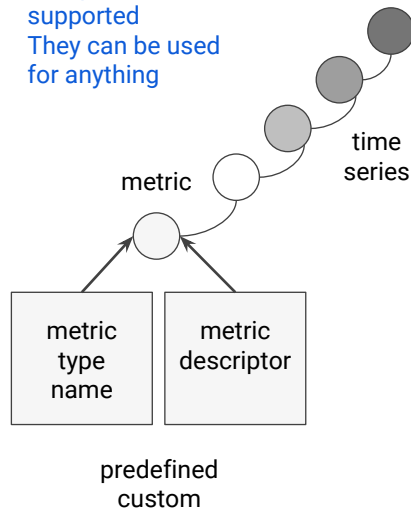 supported
They can be used
for anything
time
series
metric
metric
type
name
metric
descriptor
predefined
custom